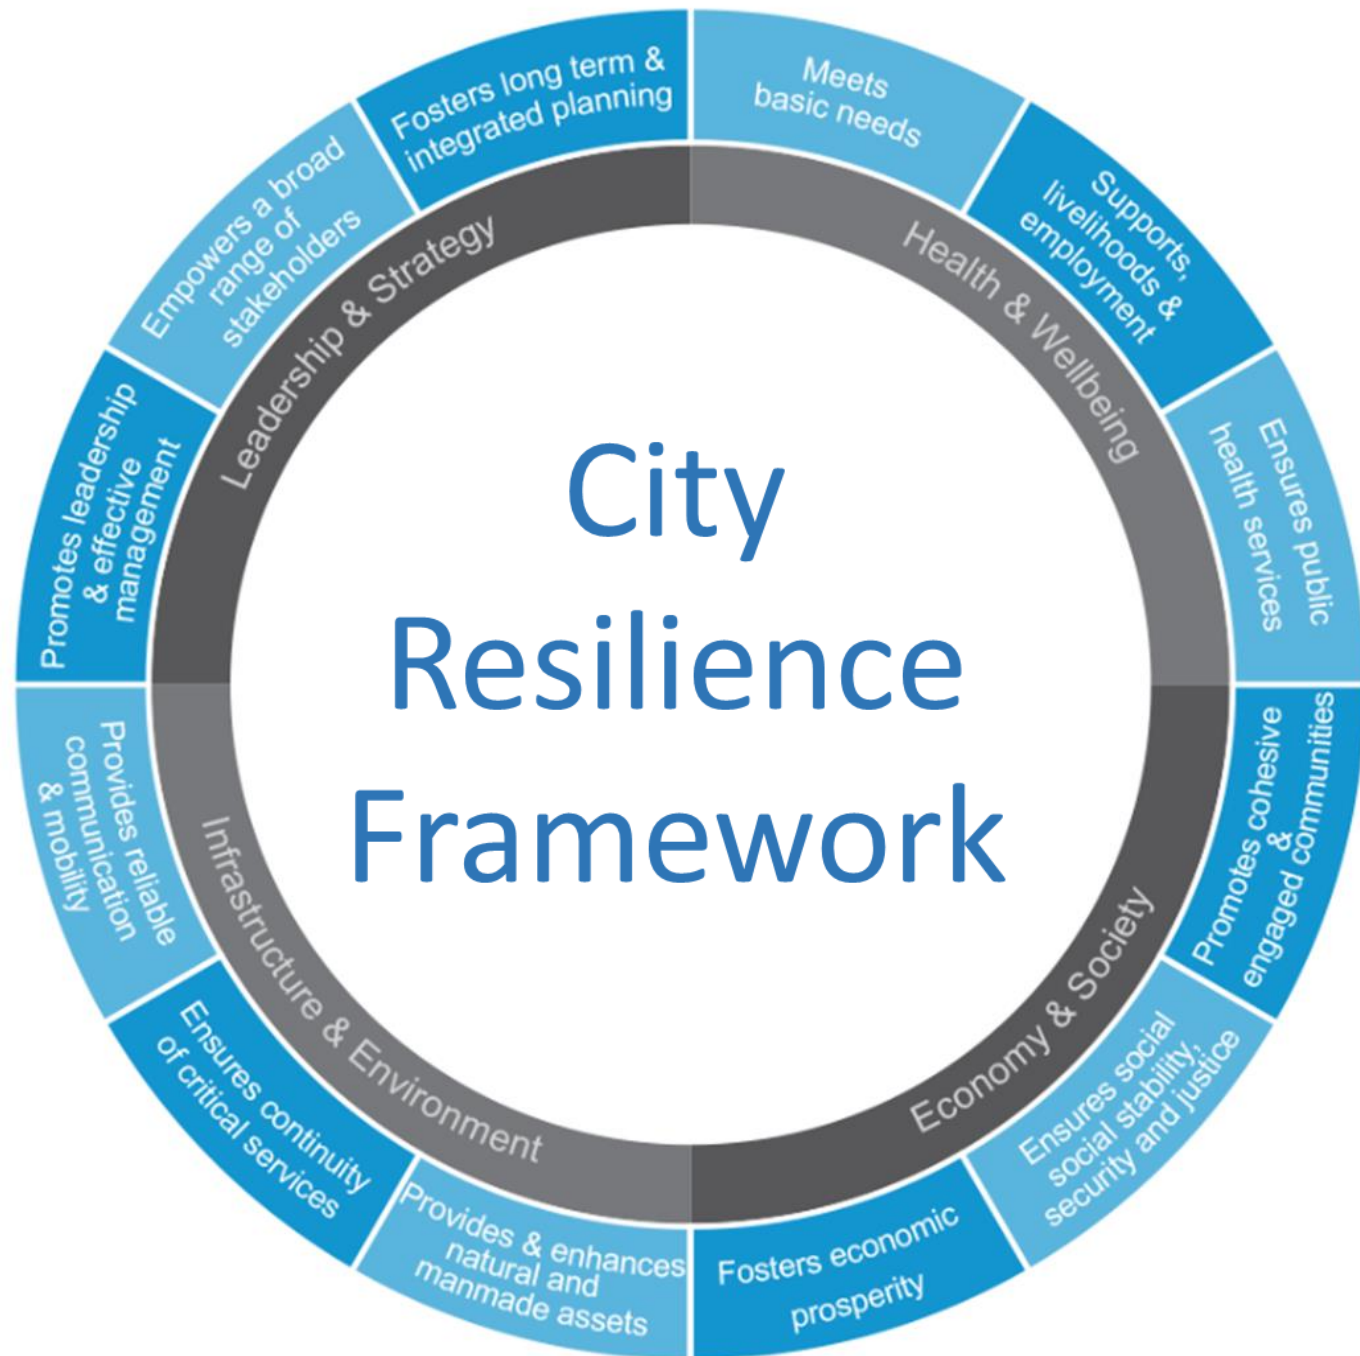 City
Resilience
Framework
Health & Wellbeing
Meets
basic needs
Supports,
livelihoods &
employment
Ensures public
health services
Economy & Society
Promotes cohesive
&
engaged communities
Ensures social
social stability,
security and justice
Fosters economic
prosperity
Infrastructure & Environment
Provides & enhances
natural and
manmade assets
Ensures continuity
of critical services
Provides reliable
communication
& mobility
Leadership & Strategy
Promotes leadership
& effective
management
Empowers a broad
range of
stakeholders
Fosters long term &
integrated planning